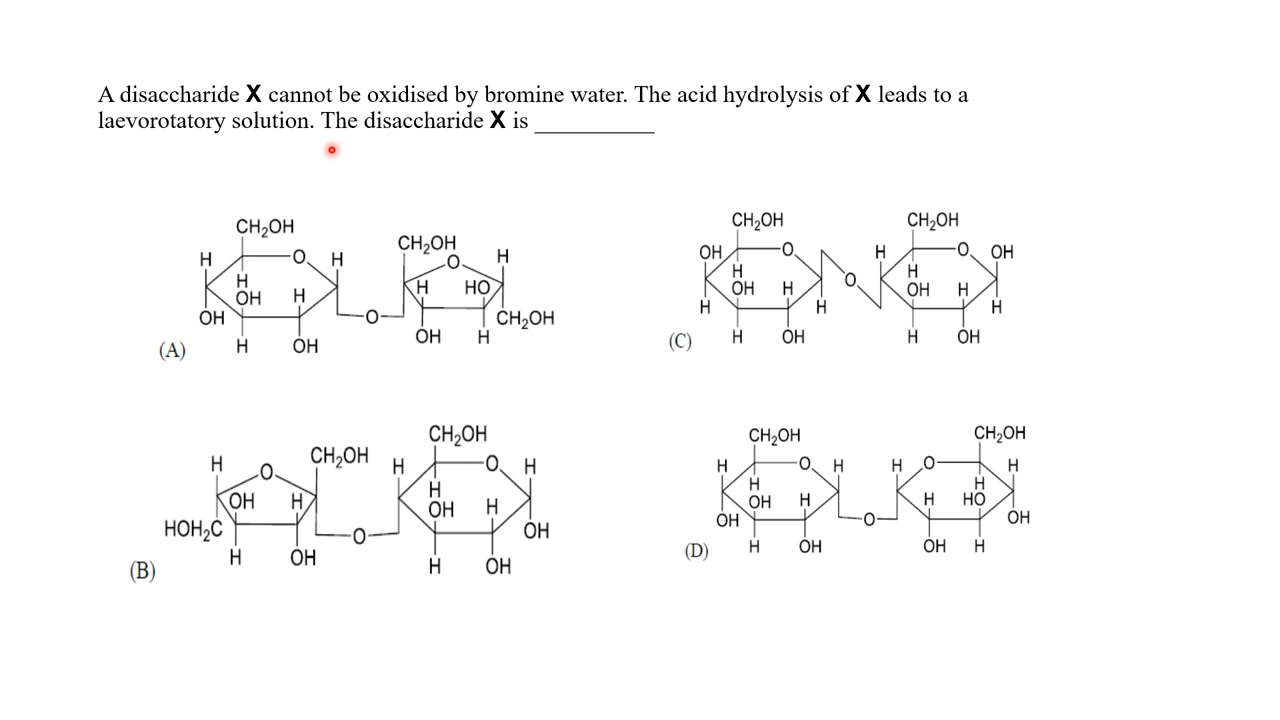 A disaccharide X cannot be oxidised by bromine water. The acid hydrolysis of X leads to a
laevorotatory solution. The disaccharide X is __________
CH₂OH
CH₂OH
H O H
O H
H
OH H
H HO
OH
O
CH₂OH
H OH
OH H
(A)
CH₂OH
CH₂OH
OH O
H O OH
H
OH H
O
H
OH H
H H
H
H OH
H OH
(C)
CH₂OH
H O CH₂OH
H O H
OH H
H
OH H
HOH₂C
O
OH
H OH
H OH
(B)
CH₂OH
CH₂OH
H O H
H O H
H
OH H
H
H HO
OH
O
OH
H OH
OH H
(D)